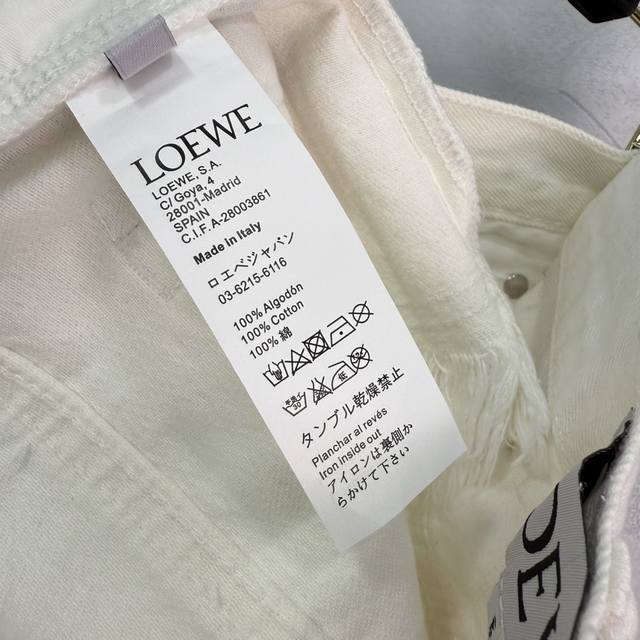 LOEWE
LOEWE, S.A.
C/ Goya, 4
28001-Madrid
SPAIN
C.I.F. A-28003861
Made in Italy
ロエベジャパン
03-6215-6116
100% Algodón
100% Cotton
100% 綿
タンブル乾燥禁止
Planchar al revés
Iron inside out
アイロンは裏側か
らかけて下さい
OEW